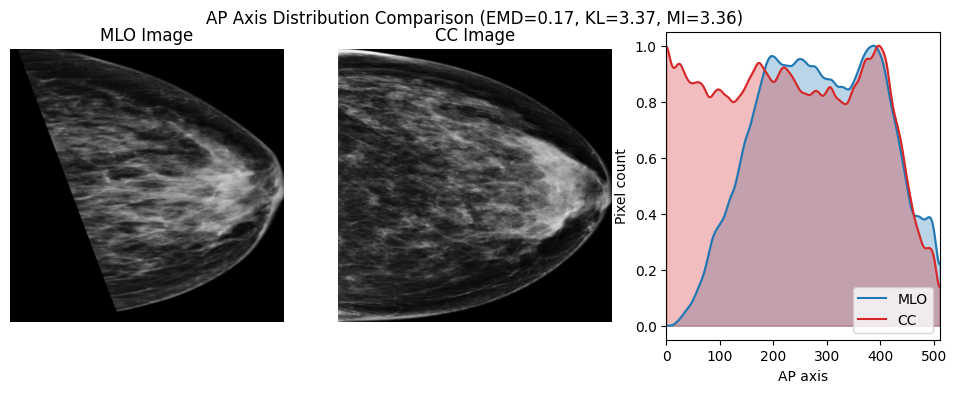 AP Axis Distribution Comparison (EMD=0.17, KL=3.37, MI=3.36)
MLO Image
CC Image
1.0
0.8
0.6
0.4
0.2
0.0
Pixel count
MLO
CC
0 100 200 300 400 500
AP axis